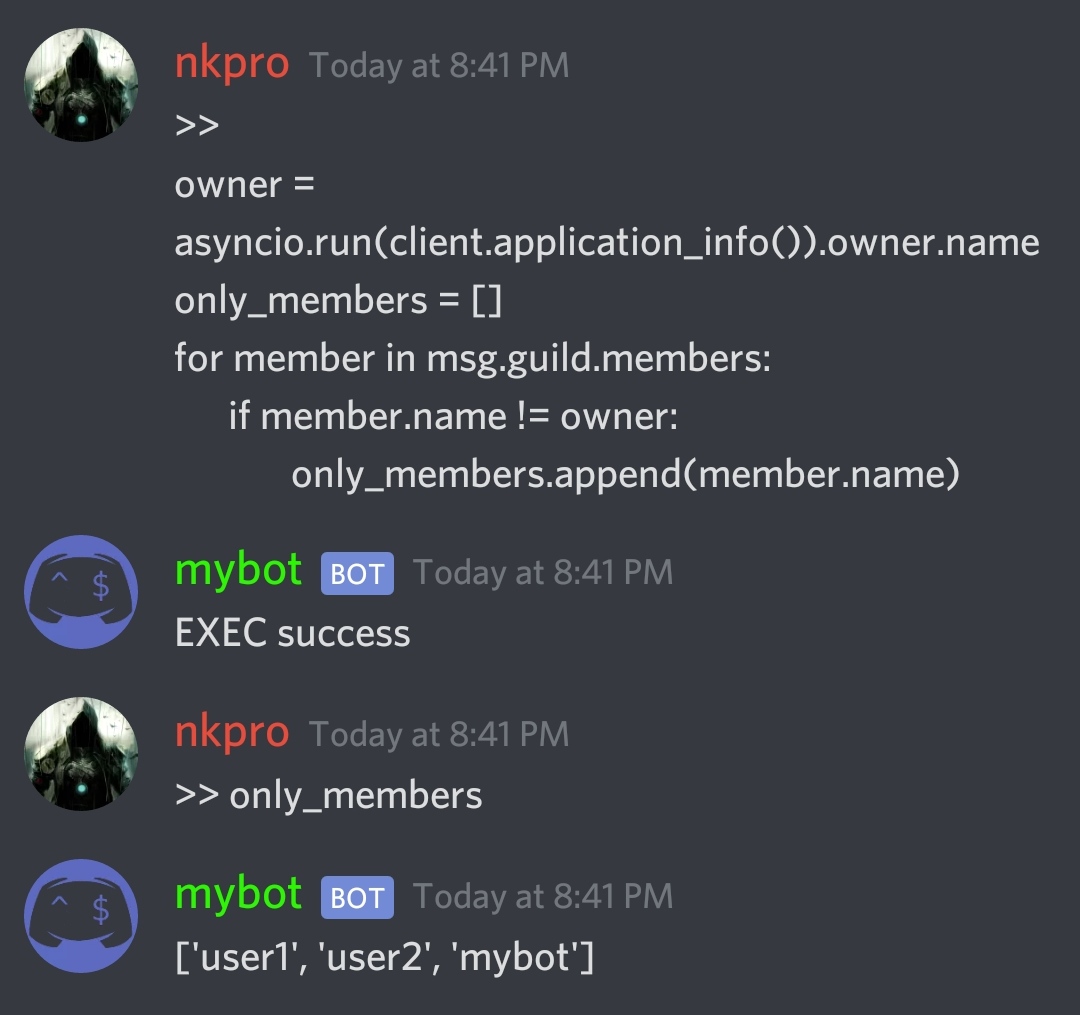 nkpro Today at 8:41 PM
>>
owner =
asyncio.run(client.application_info()).owner.name
only_members = []
for member in msg.guild.members:
    if member.name != owner:
        only_members.append(member.name)
mybot BOT Today at 8:41 PM
EXEC success
nkpro Today at 8:41 PM
>> only_members
mybot BOT Today at 8:41 PM
['user1', 'user2', 'mybot']